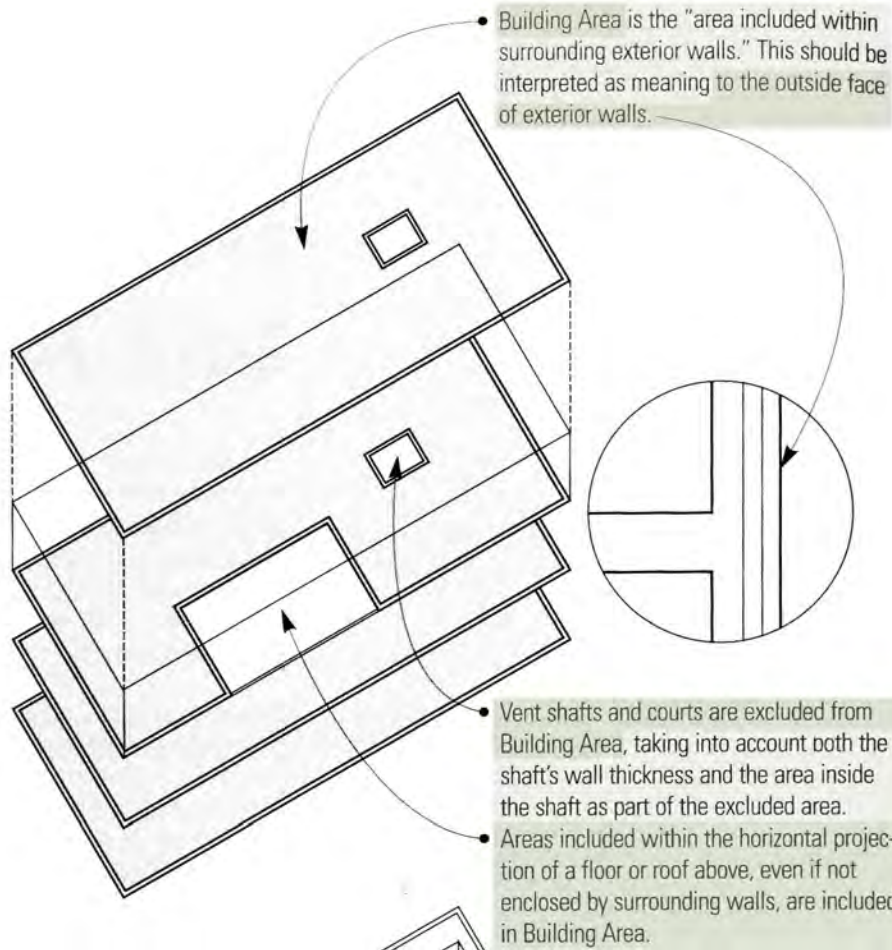 • Building Area is the “area included within
surrounding exterior walls.” This should be
interpreted as meaning to the outside face
of exterior walls.
• Vent shafts and courts are excluded from
Building Area, taking into account both the
shaft's wall thickness and the area inside
the shaft as part of the excluded area.
• Areas included within the horizontal projec-
tion of a floor or roof above, even if not
enclosed by surrounding walls, are included
in Building Area.